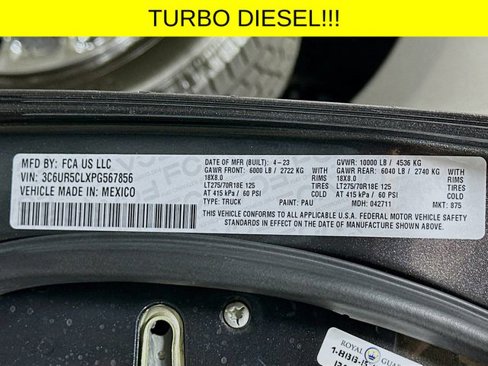 TURBO DIESEL!!!
MFD BY: FCA US LLC
VIN: 3C6UR5CLXPG567856
VEHICLE MADE IN: MEXICO
DATE OF MFR (BUILT): 4-23 GVWR: 10000 LB / 4536 KG
GAWR FRONT: 6000 LB / 2722 KG WITH GAWR REAR: 6040 LB / 2740 KG WITH
18X8.0 RIMS 18X8.0 RIMS
LT275/70R18E 125 TIRES LT275/70R18E 125 TIRES
AT 415 kPa / 60 PSI COLD AT 415 kPa / 60 PSI COLD
TYPE: TRUCK PAINT: PAU MDH: 042711 MKT: 875
THIS VEHICLE CONFORMS TO ALL APPLICABLE U.S.A. FEDERAL MOTOR VEHICLE SAFETY
STANDARDS IN EFFECT ON THE DATE OF MANUFACTURE SHOWN ABOVE.
ROYAL GUA